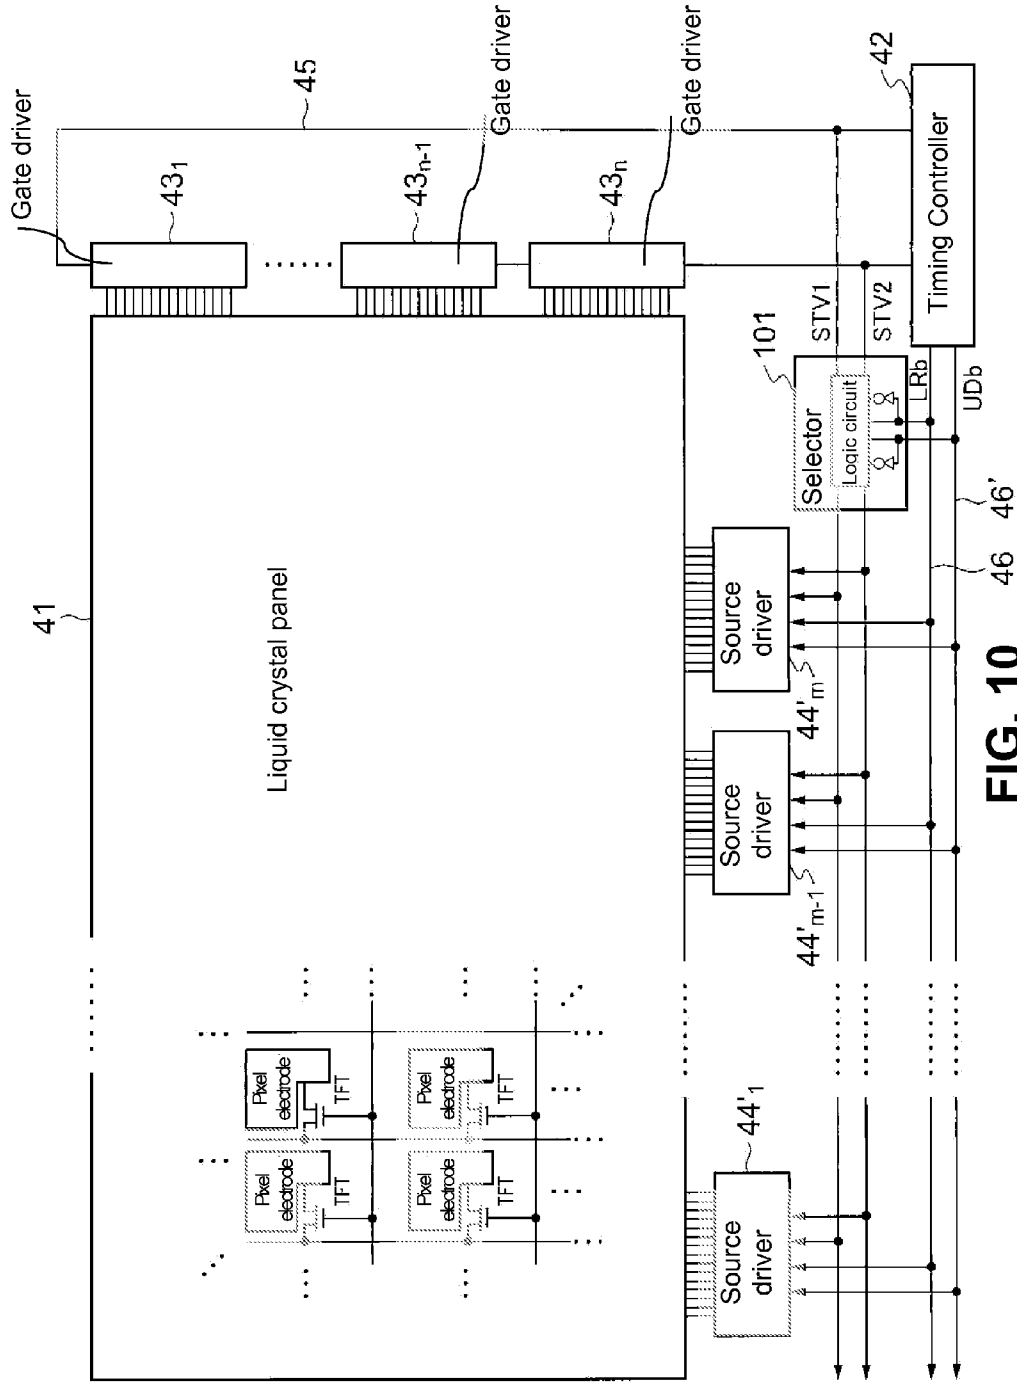 Gate driver
45
43₁
Gate driver
43ₙ₋₁
Gate driver
43ₙ
42
Timing Controller
41
Liquid crystal panel
STV1
STV2
101
Selector
Logic circuit
LRb
UDb
46
46'
Source
driver
44'ₘ
Source
driver
44'ₘ₋₁
Source
driver
44'₁
Pixel
electrode
TFT
Pixel
electrode
TFT
Pixel
electrode
TFT
Pixel
electrode
TFT
FIG. 10